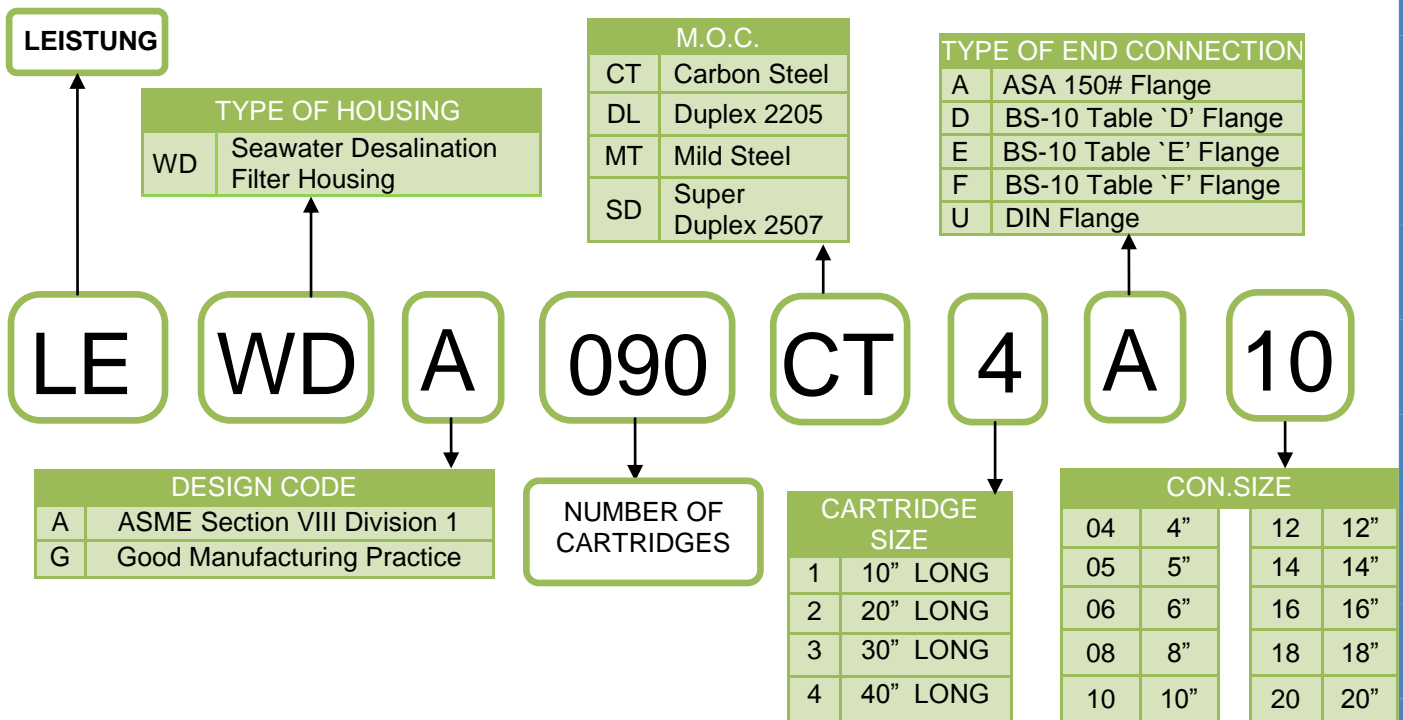 LEISTUNG
TYPE OF HOUSING
WD Seawater Desalination
Filter Housing
M.O.C.
CT Carbon Steel
DL Duplex 2205
MT Mild Steel
SD Super
Duplex 2507
TYPE OF END CONNECTION
A ASA 150# Flange
D BS-10 Table `D’ Flange
E BS-10 Table `E’ Flange
F BS-10 Table `F’ Flange
U DIN Flange
LE WD A 090 CT 4 A 10
DESIGN CODE
A ASME Section VIII Division 1
G Good Manufacturing Practice
NUMBER OF
CARTRIDGES
CARTRIDGE
SIZE
1 10” LONG
2 20” LONG
3 30” LONG
4 40” LONG
CON.SIZE
04 4” 12 12”
05 5” 14 14”
06 6” 16 16”
08 8” 18 18”
10 10” 20 20”